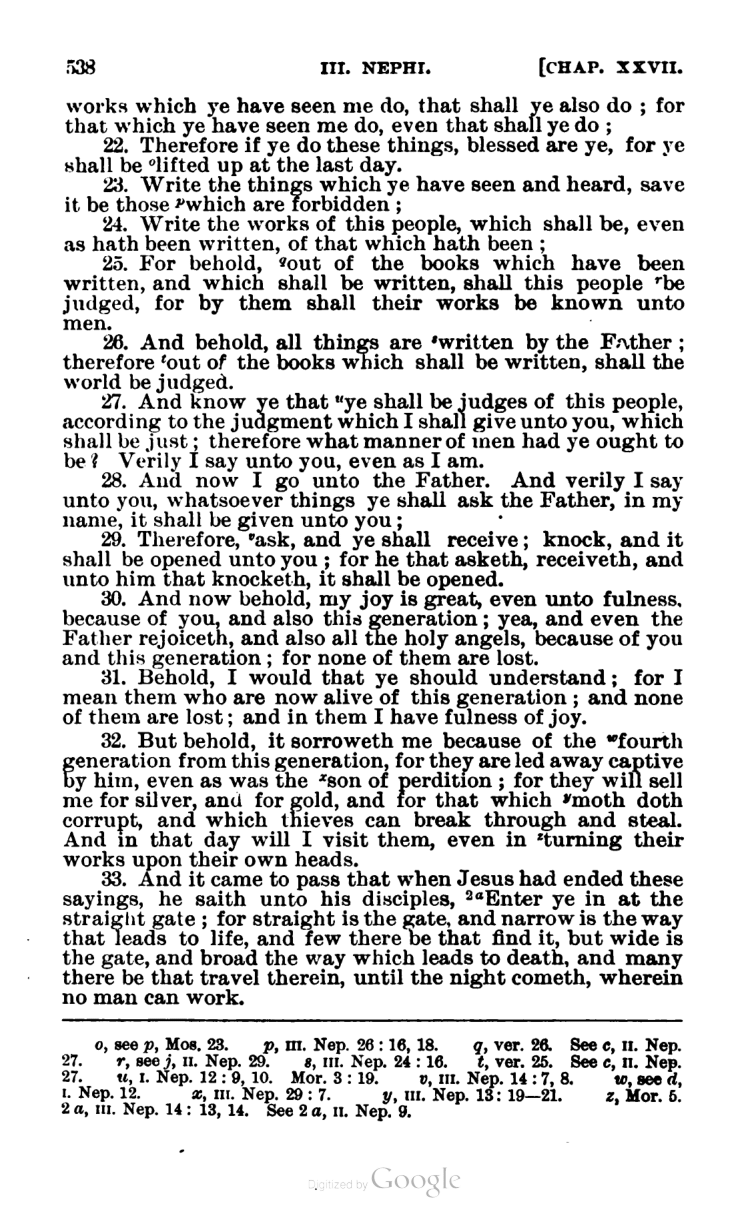 538 III. NEPHI. [CHAP. XXVII.
works which ye have seen me do, that shall ye also do ; for
that which ye have seen me do, even that shall ye do ;
22. Therefore if ye do these things, blessed are ye, for ye
shall be °lifted up at the last day.
23. Write the things which ye have seen and heard, save
it be those ᵖwhich are forbidden ;
24. Write the works of this people, which shall be, even
as hath been written, of that which hath been ;
25. For behold, qout of the books which have been
written, and which shall be written, shall this people ʳbe
judged, for by them shall their works be known unto
men.
26. And behold, all things are ˢwritten by the Father ;
therefore ᵗout of the books which shall be written, shall the
world be judged.
27. And know ye that ᵘye shall be judges of this people,
according to the judgment which I shall give unto you, which
shall be just ; therefore what manner of men had ye ought to
be ? Verily I say unto you, even as I am.
28. And now I go unto the Father. And verily I say
unto you, whatsoever things ye shall ask the Father, in my
name, it shall be given unto you ;
29. Therefore, ᵛask, and ye shall receive ; knock, and it
shall be opened unto you ; for he that asketh, receiveth, and
unto him that knocketh, it shall be opened.
30. And now behold, my joy is great, even unto fulness,
because of you, and also this generation ; yea, and even the
Father rejoiceth, and also all the holy angels, because of you
and this generation ; for none of them are lost.
31. Behold, I would that ye should understand ; for I
mean them who are now alive of this generation ; and none
of them are lost ; and in them I have fulness of joy.
32. But behold, it sorroweth me because of the ʷfourth
generation from this generation, for they are led away captive
by him, even as was the ˣson of perdition ; for they will sell
me for silver, and for gold, and for that which ʸmoth doth
corrupt, and which thieves can break through and steal.
And in that day will I visit them, even in ᶻturning their
works upon their own heads.
33. And it came to pass that when Jesus had ended these
sayings, he saith unto his disciples, ²ᵃEnter ye in at the
straight gate ; for straight is the gate, and narrow is the way
that leads to life, and few there be that find it, but wide is
the gate, and broad the way which leads to death, and many
there be that travel therein, until the night cometh, wherein
no man can work.
o, see p, Mos. 23. p, III. Nep. 26 : 16, 18. q, ver. 26. See c, II. Nep.
27. r, see j, II. Nep. 29. s, III. Nep. 24 : 16. t, ver. 25. See c, II. Nep.
27. u, I. Nep. 12 : 9, 10. Mor. 3 : 19. v, III. Nep. 14 : 7, 8. w, see d,
I. Nep. 12. x, III. Nep. 29 : 7. y, III. Nep. 13 : 19—21. z, Mor. 5.
2 a, III. Nep. 14 : 13, 14. See 2 a, II. Nep. 9.
Digitized by Google